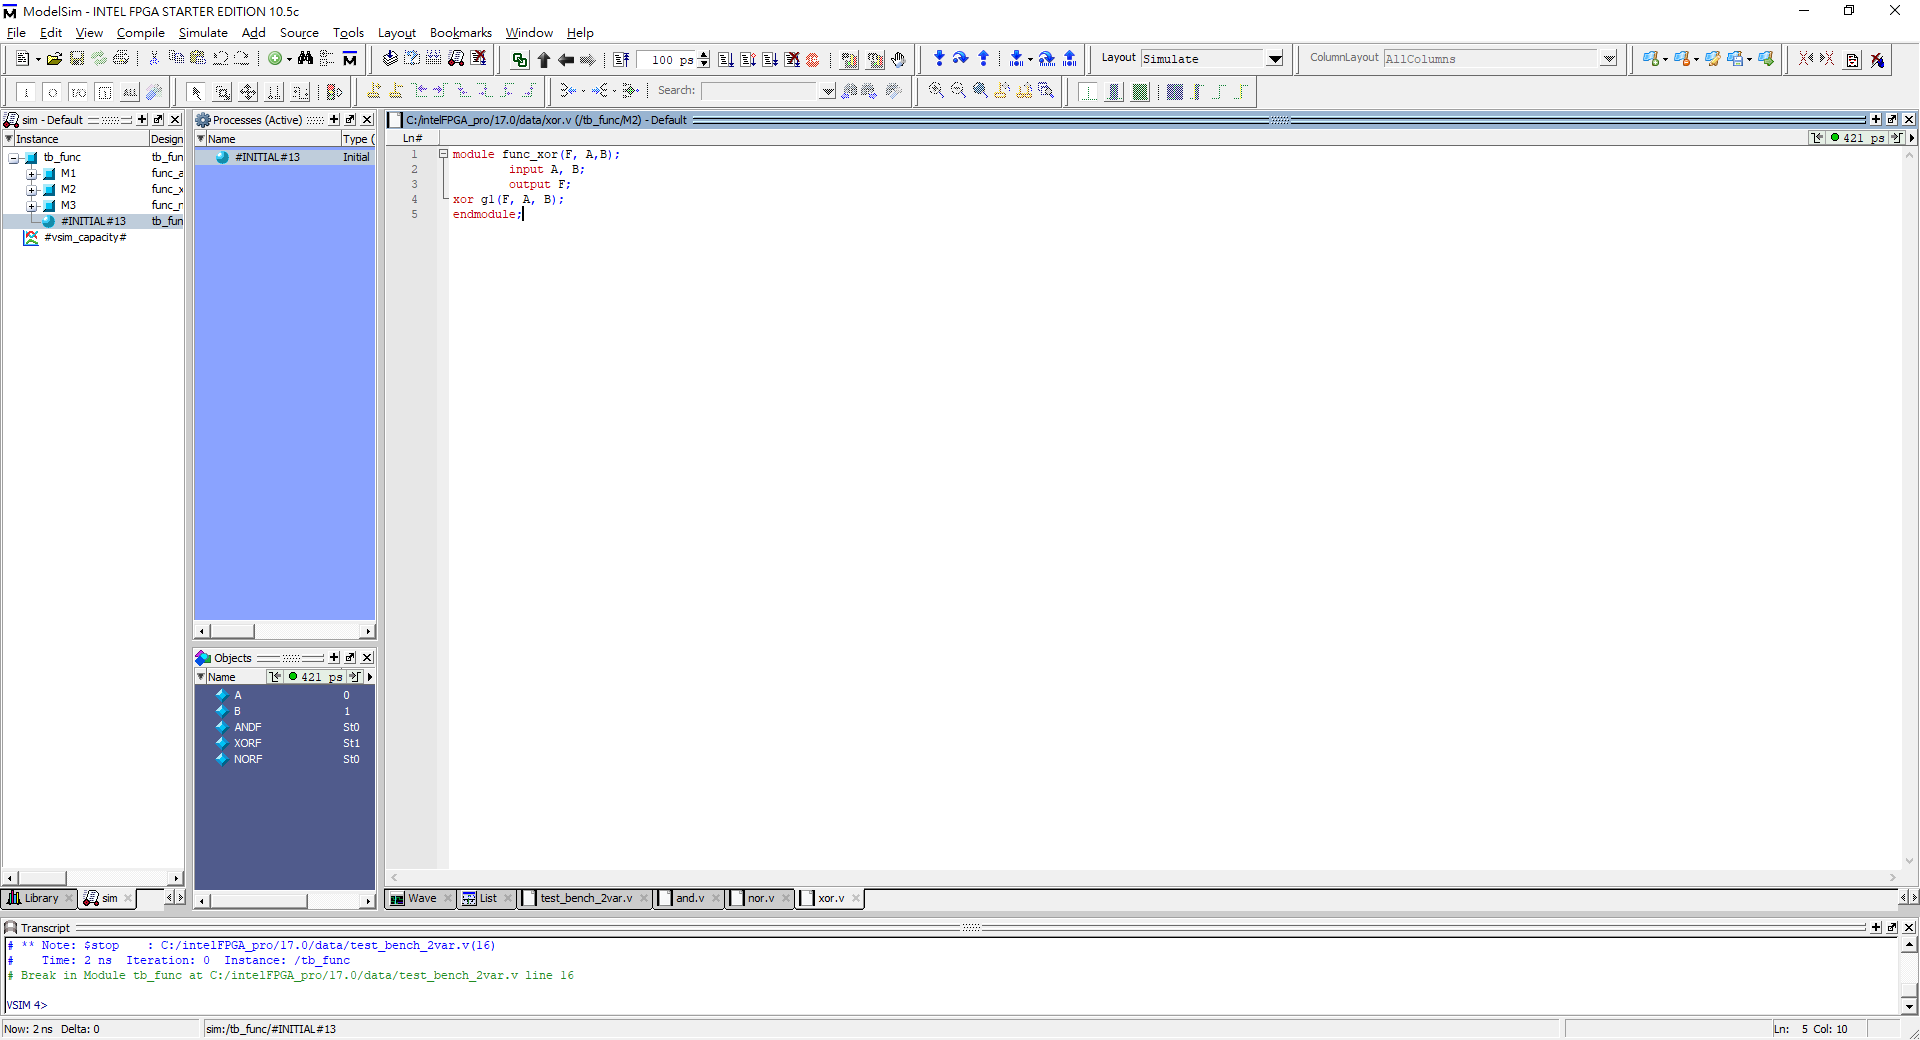 ModelSim - INTEL FPGA STARTER EDITION 10.5c
File Edit View Compile Simulate Add Source Tools Layout Bookmarks Window Help
100 ps
Layout Simulate
ColumnLayout AllColumns
Search:
sim - Default
Instance Design
tb_func tb_fun
M1 func_a
M2 func_x
M3 func_n
#INITIAL#13 tb_fun
#vsim_capacity#
Library sim
Processes (Active)
Name Type (
#INITIAL#13 Initial
Objects
Name 421 ps
A 0
B 1
ANDF St0
XORF St1
NORF St0
C:/intelFPGA_pro/17.0/data/xor.v (/tb_func/M2) - Default
Ln# 421 ps
1 module func_xor(F, A,B);
2 input A, B;
3 output F;
4 xor g1(F, A, B);
5 endmodule;
Wave List test_bench_2var.v and.v nor.v xor.v
Transcript
# ** Note: $stop : C:/intelFPGA_pro/17.0/data/test_bench_2var.v(16)
# Time: 2 ns Iteration: 0 Instance: /tb_func
# Break in Module tb_func at C:/intelFPGA_pro/17.0/data/test_bench_2var.v line 16
VSIM 4>
Now: 2 ns Delta: 0 sim:/tb_func/#INITIAL#13 Ln: 5 Col: 10